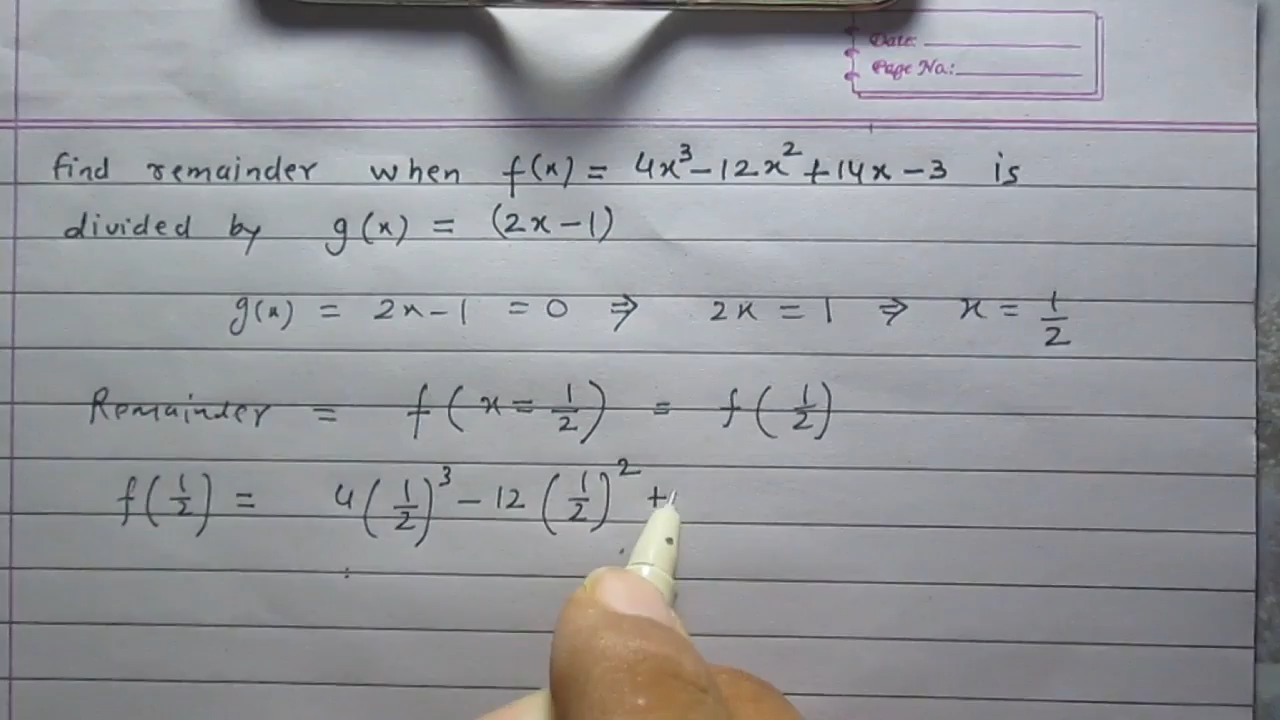 Date:
Page No.:
find remainder when f(x) = 4x³-12x²+14x-3 is
divided by g(x) = (2x-1)
g(x) = 2x-1 = 0 ⇒ 2x = 1 ⇒ x = 1/2
Remainder = f(x = 1/2) = f(1/2)
f(1/2) = 4(1/2)³ - 12(1/2)² +